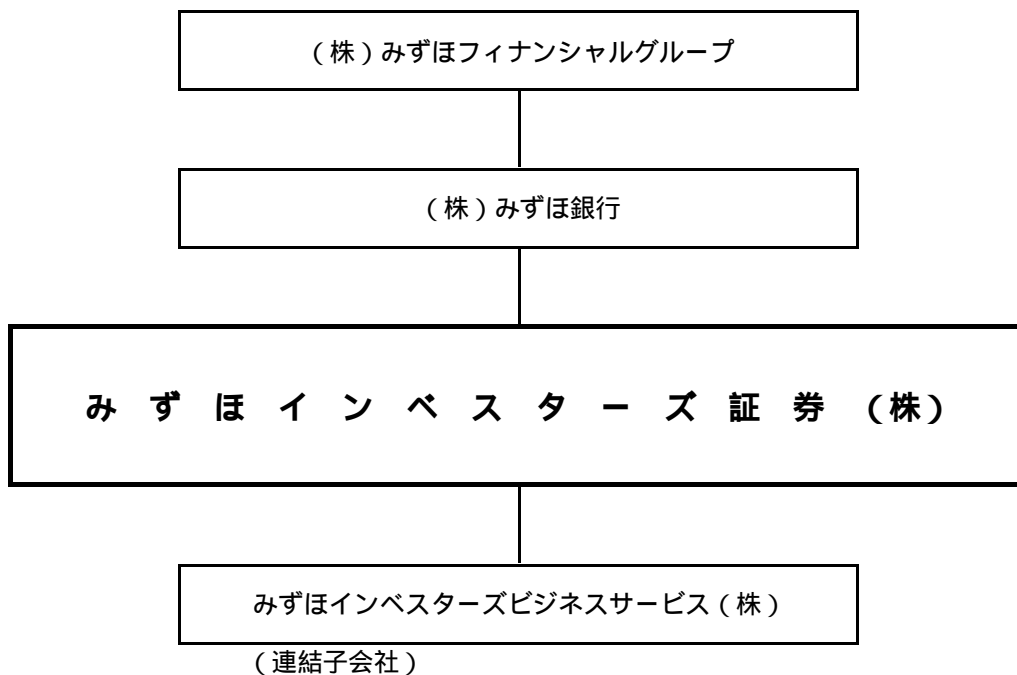 （株）みずほフィナンシャルグループ
（株）みずほ銀行
みずほインベスターズ証券（株）
みずほインベスターズビジネスサービス（株）
（連結子会社）